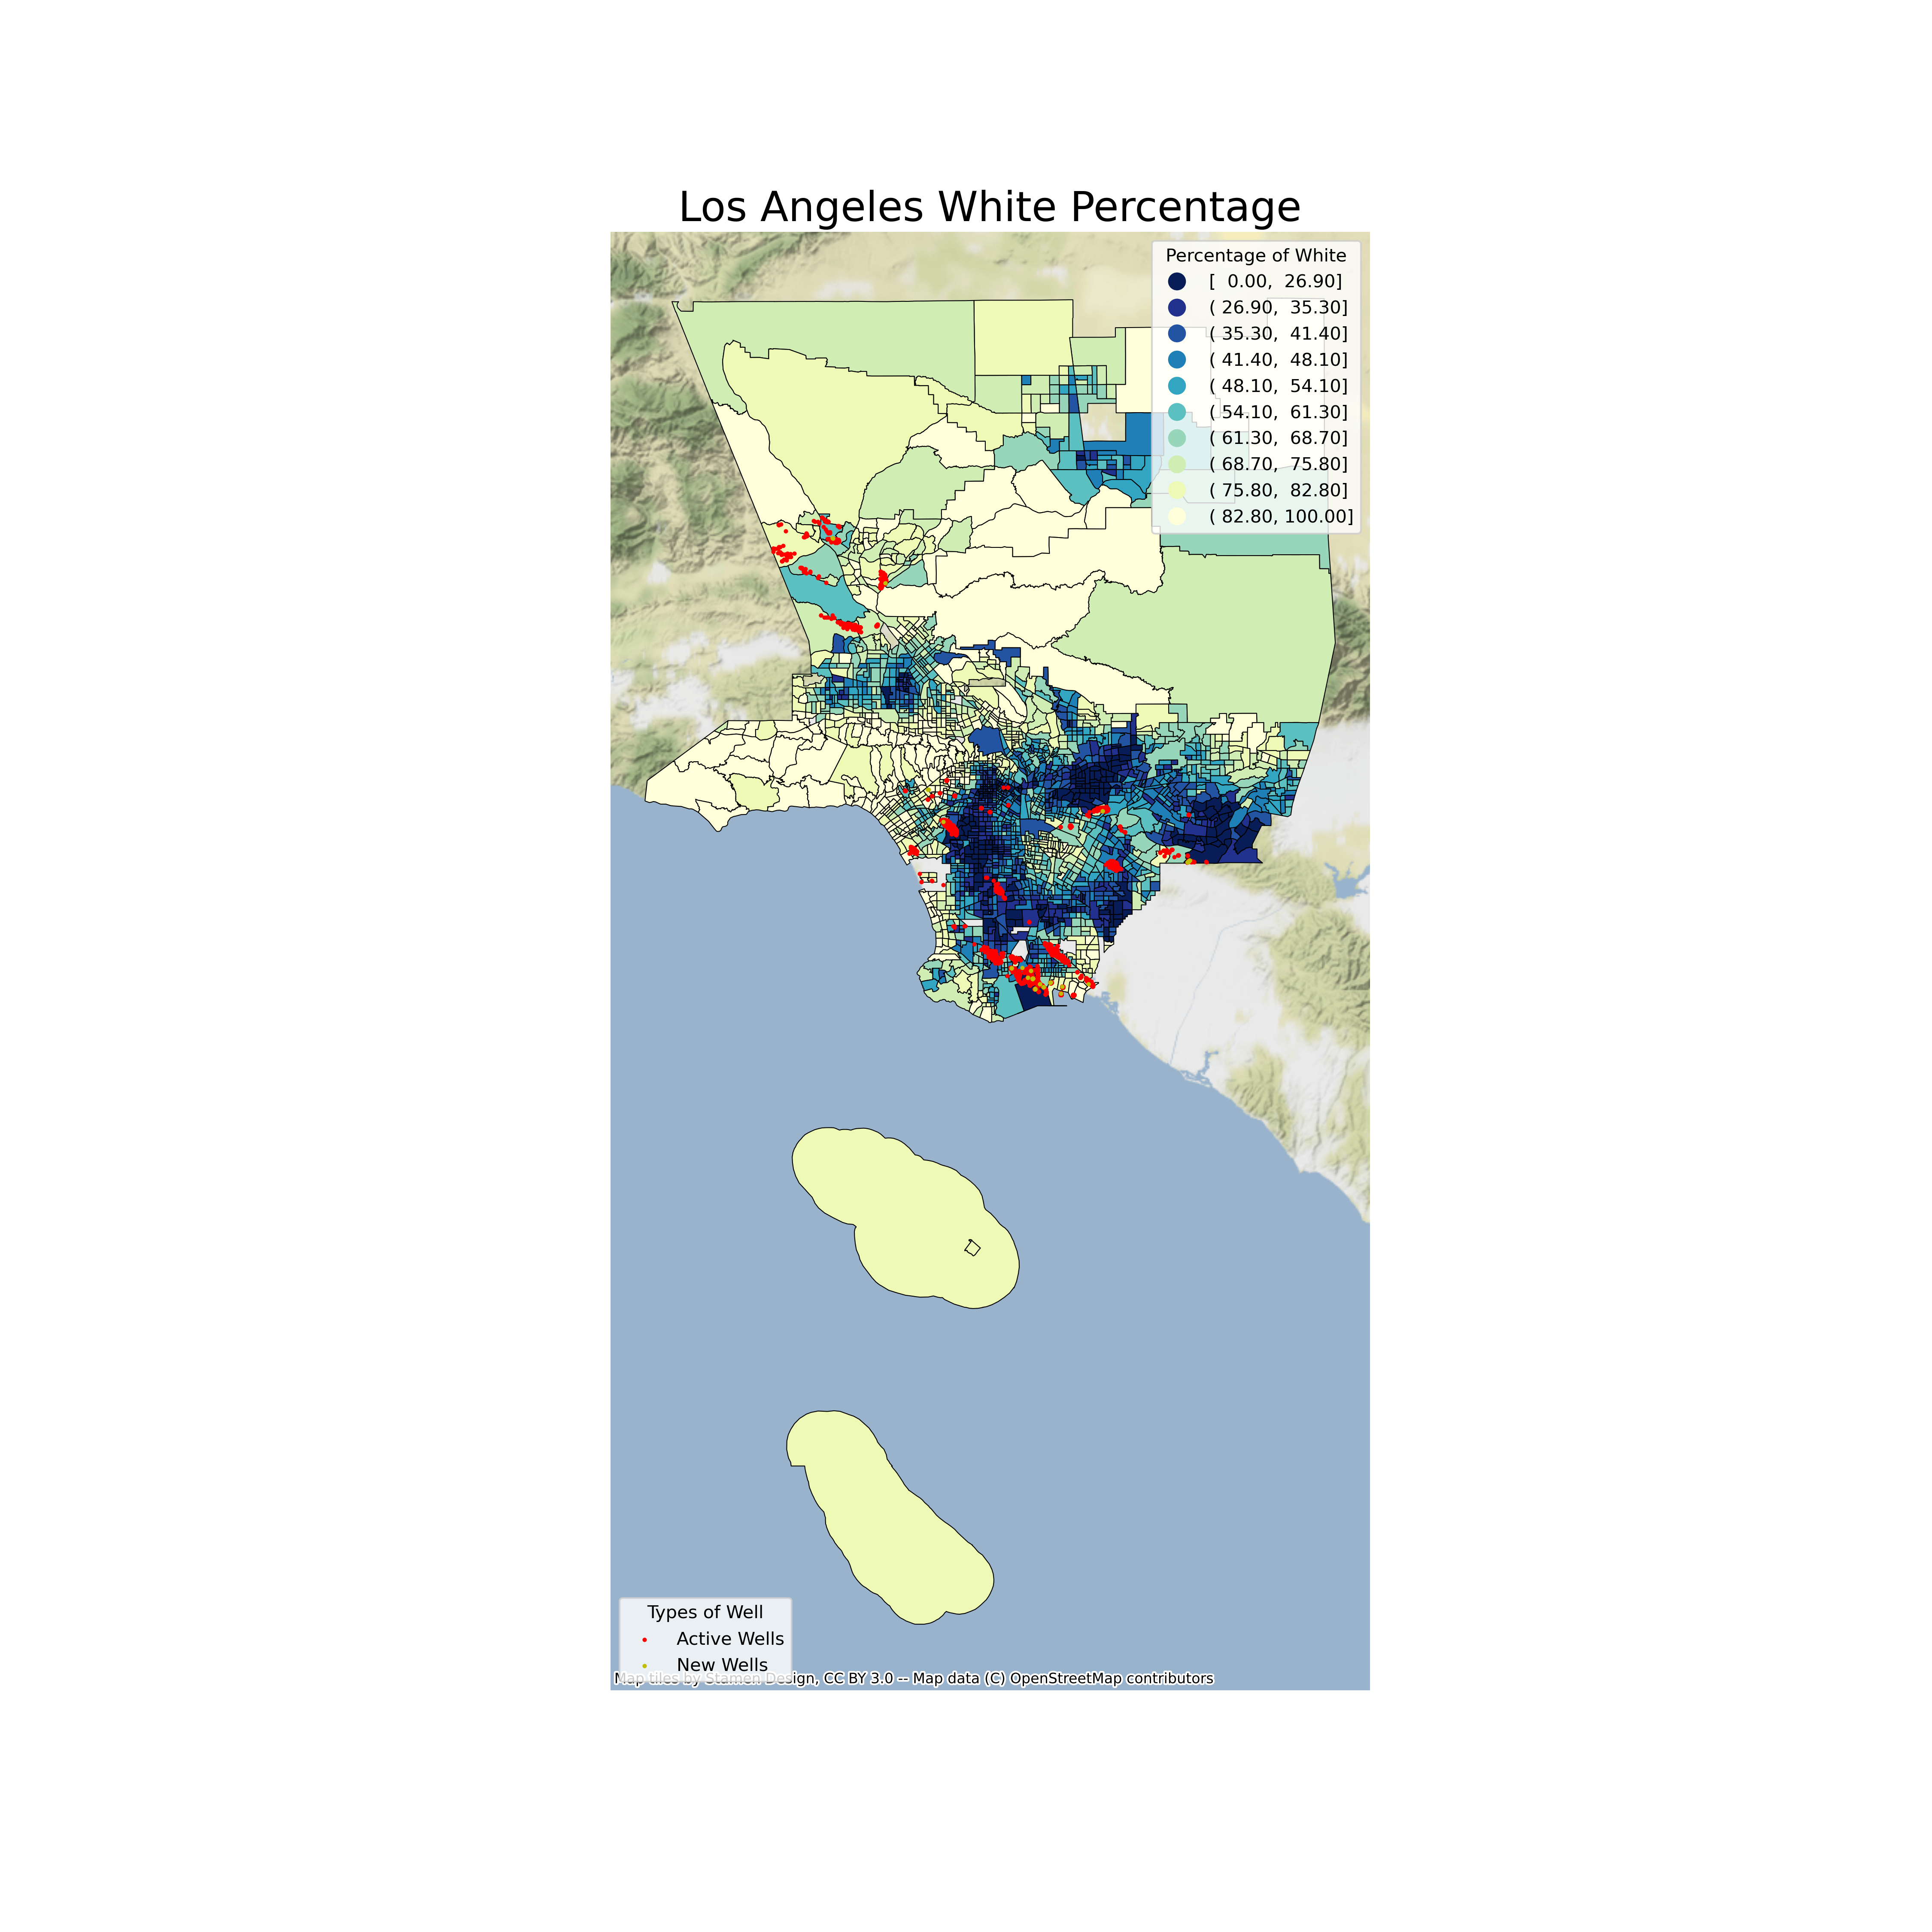 Los Angeles White Percentage
Percentage of White
[  0.00,  26.90]
( 26.90,  35.30]
( 35.30,  41.40]
( 41.40,  48.10]
( 48.10,  54.10]
( 54.10,  61.30]
( 61.30,  68.70]
( 68.70,  75.80]
( 75.80,  82.80]
( 82.80, 100.00]
Types of Well
Active Wells
New Wells
Map tiles by Stamen Design, CC BY 3.0 -- Map data (C) OpenStreetMap contributors